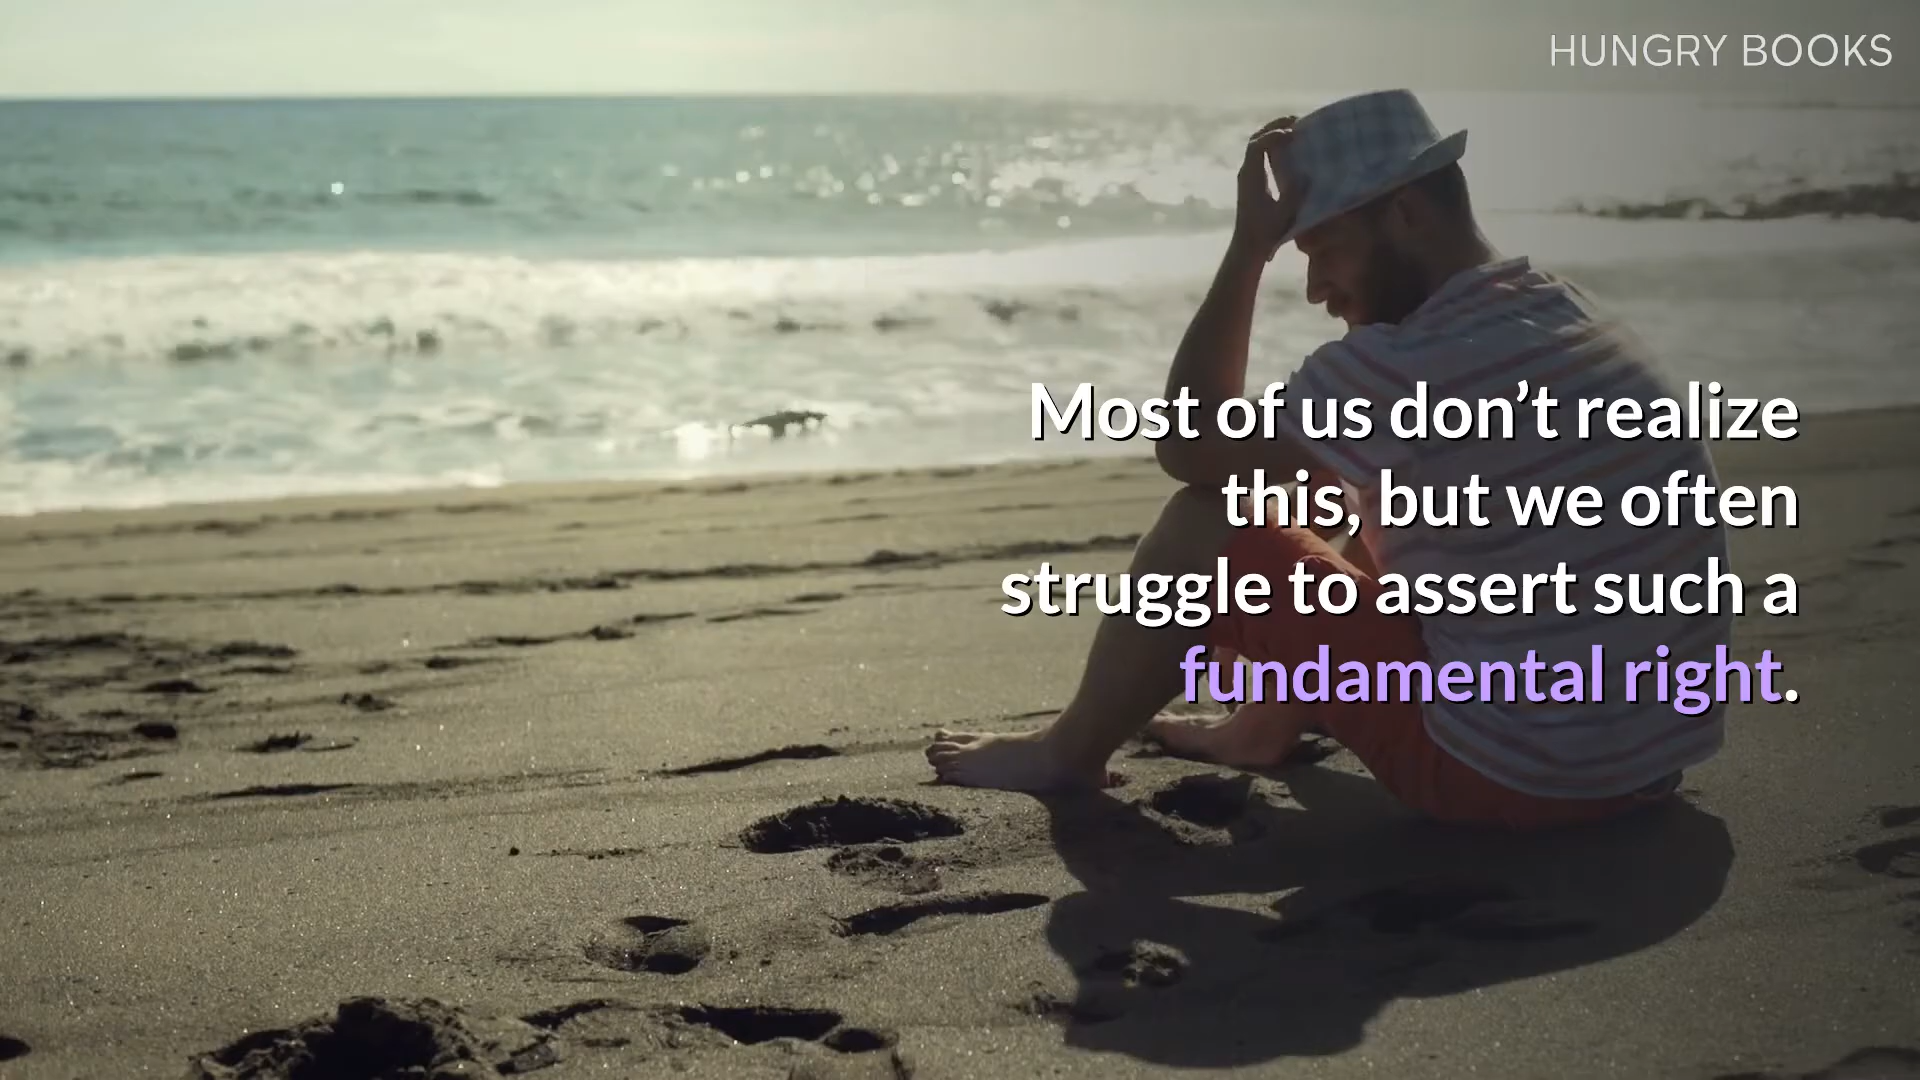 HUNGRY BOOKS
Most of us don’t realize
this, but we often
struggle to assert such a
fundamental right.